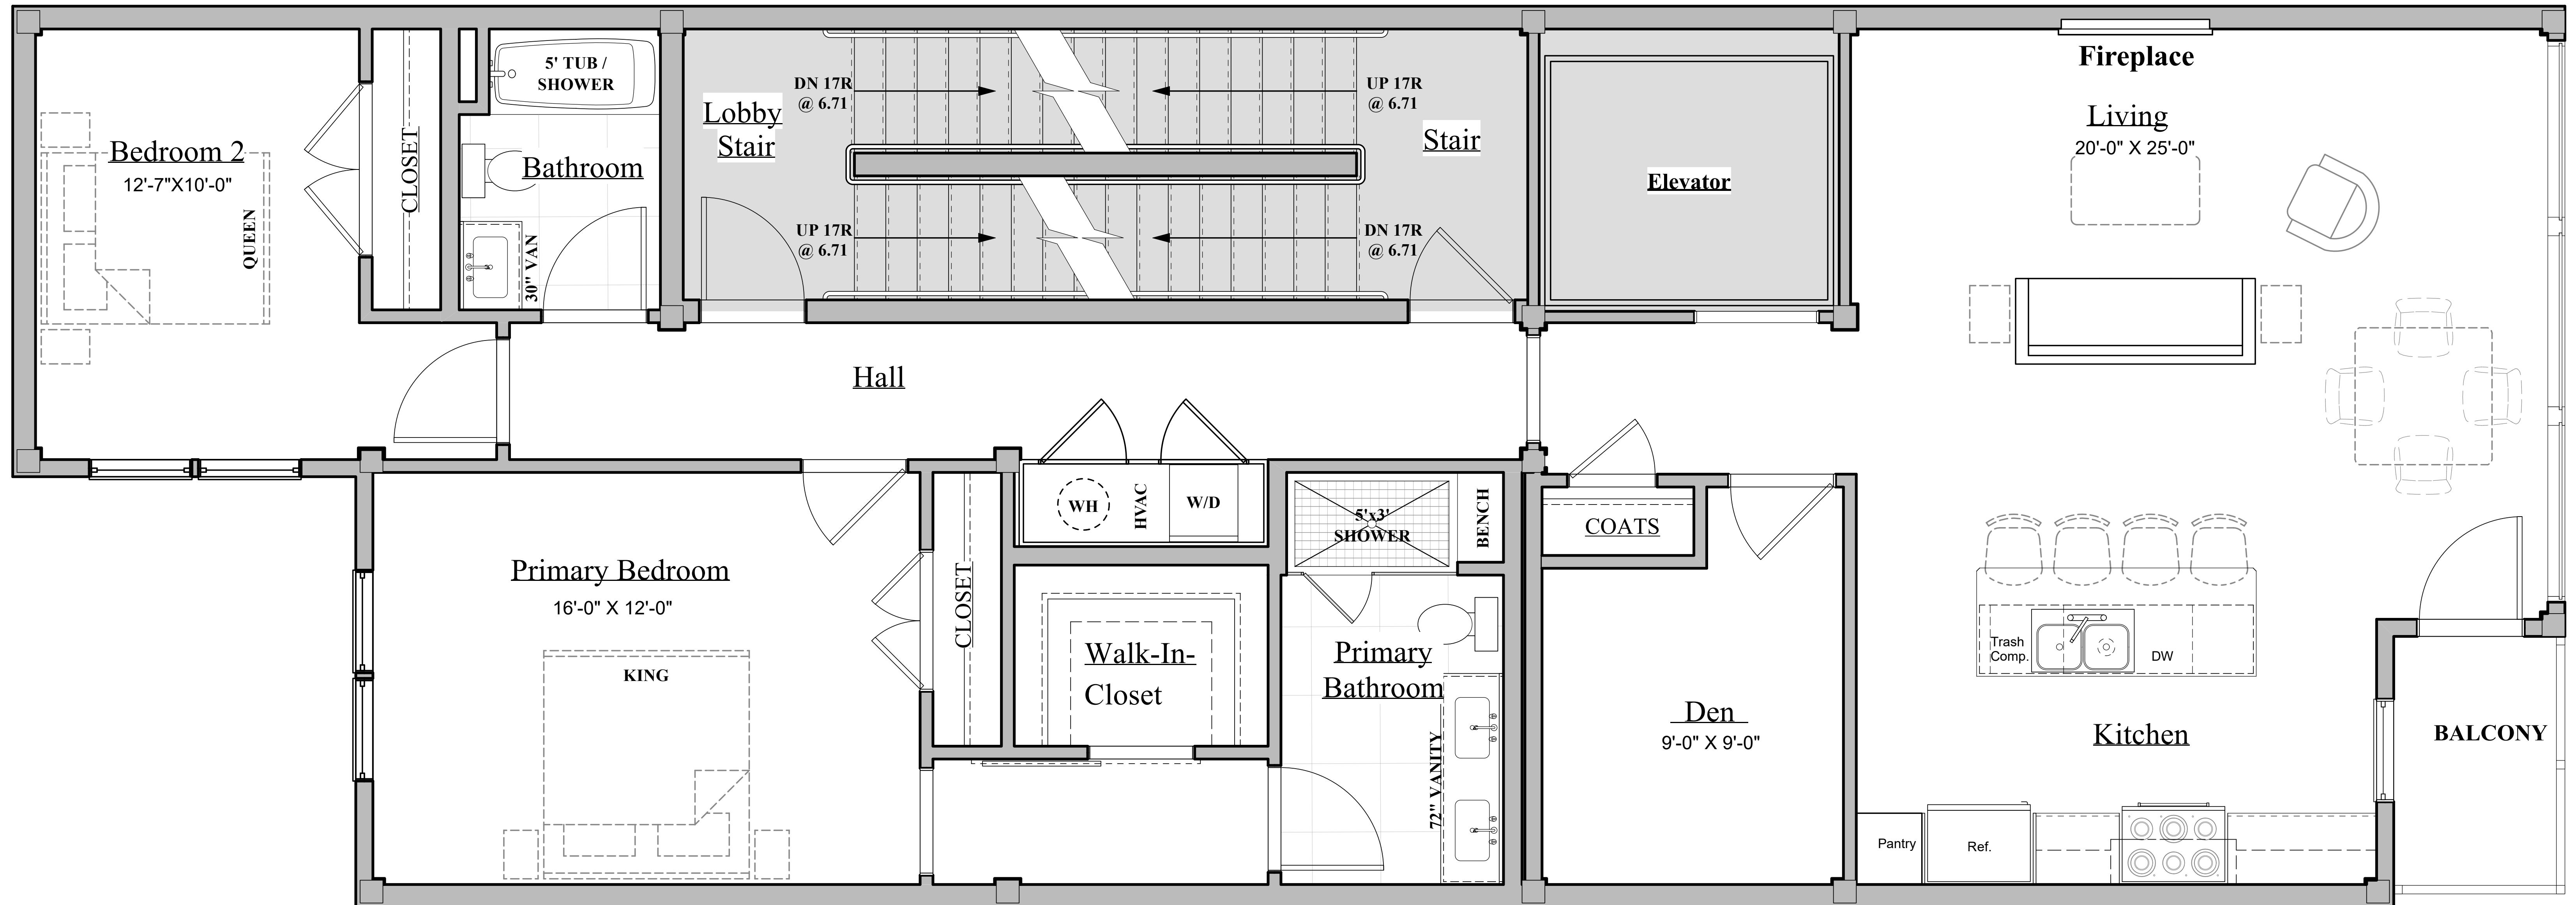 Bedroom 2
12'-7"X10'-0"
QUEEN
CLOSET
5' TUB /
SHOWER
Bathroom
30" VAN
Lobby
Stair
DN 17R
@ 6.71
UP 17R
@ 6.71
UP 17R
@ 6.71
DN 17R
@ 6.71
Stair
Elevator
Fireplace
Living
20'-0" X 25'-0"
Hall
Primary Bedroom
16'-0" X 12'-0"
KING
CLOSET
WH
HVAC
W/D
Walk-In-
Closet
5'x3'
SHOWER
BENCH
Primary
Bathroom
72" VANITY
COATS
Den
9'-0" X 9'-0"
Trash
Comp.
DW
Kitchen
Pantry
Ref.
BALCONY